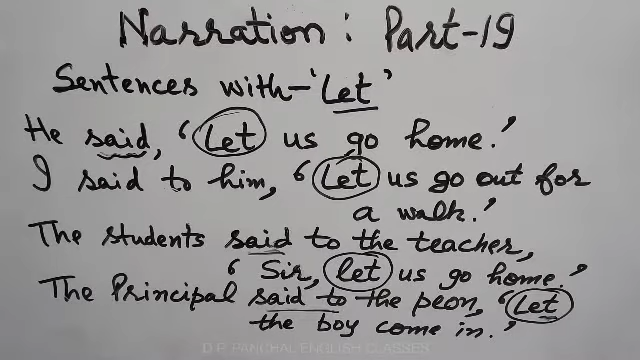 Narration : Part-19
Sentences with-'Let'
He said, 'Let us go home.'
I said to him, 'Let us go out for
a walk.'
The students said to the teacher,
'Sir, let us go home.'
The Principal said to the peon, 'Let
the boy come in.'
D.P. PANCHAL ENGLISH CLASSES